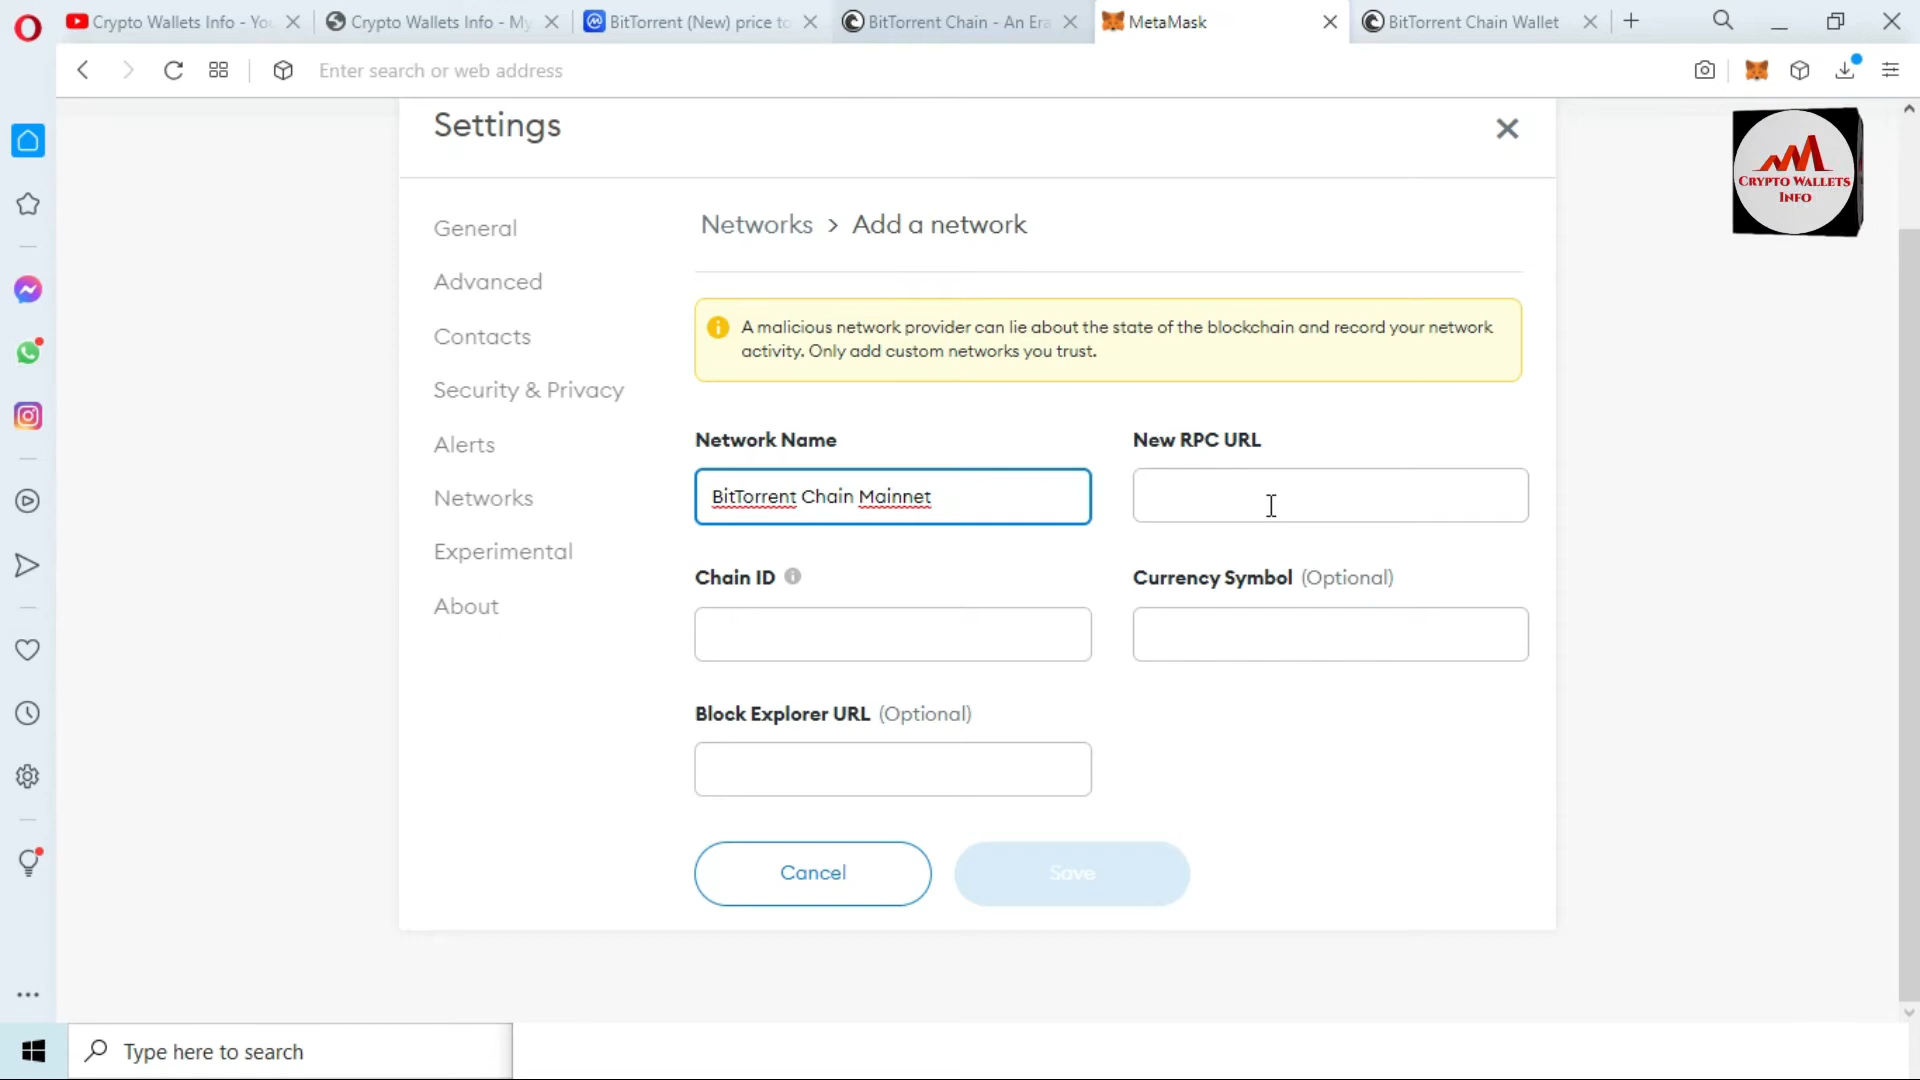 Crypto Wallets Info - You
Crypto Wallets Info - My
BitTorrent (New) price to
BitTorrent Chain - An Era
MetaMask
BitTorrent Chain Wallet
Enter search or web address
Settings
CRYPTO WALLETS
INFO
General
Advanced
Contacts
Security & Privacy
Alerts
Networks
Experimental
About
Networks > Add a network
A malicious network provider can lie about the state of the blockchain and record your network
activity. Only add custom networks you trust.
Network Name
New RPC URL
BitTorrent Chain Mainnet
Chain ID
Currency Symbol (Optional)
Block Explorer URL (Optional)
Cancel
Save
Type here to search